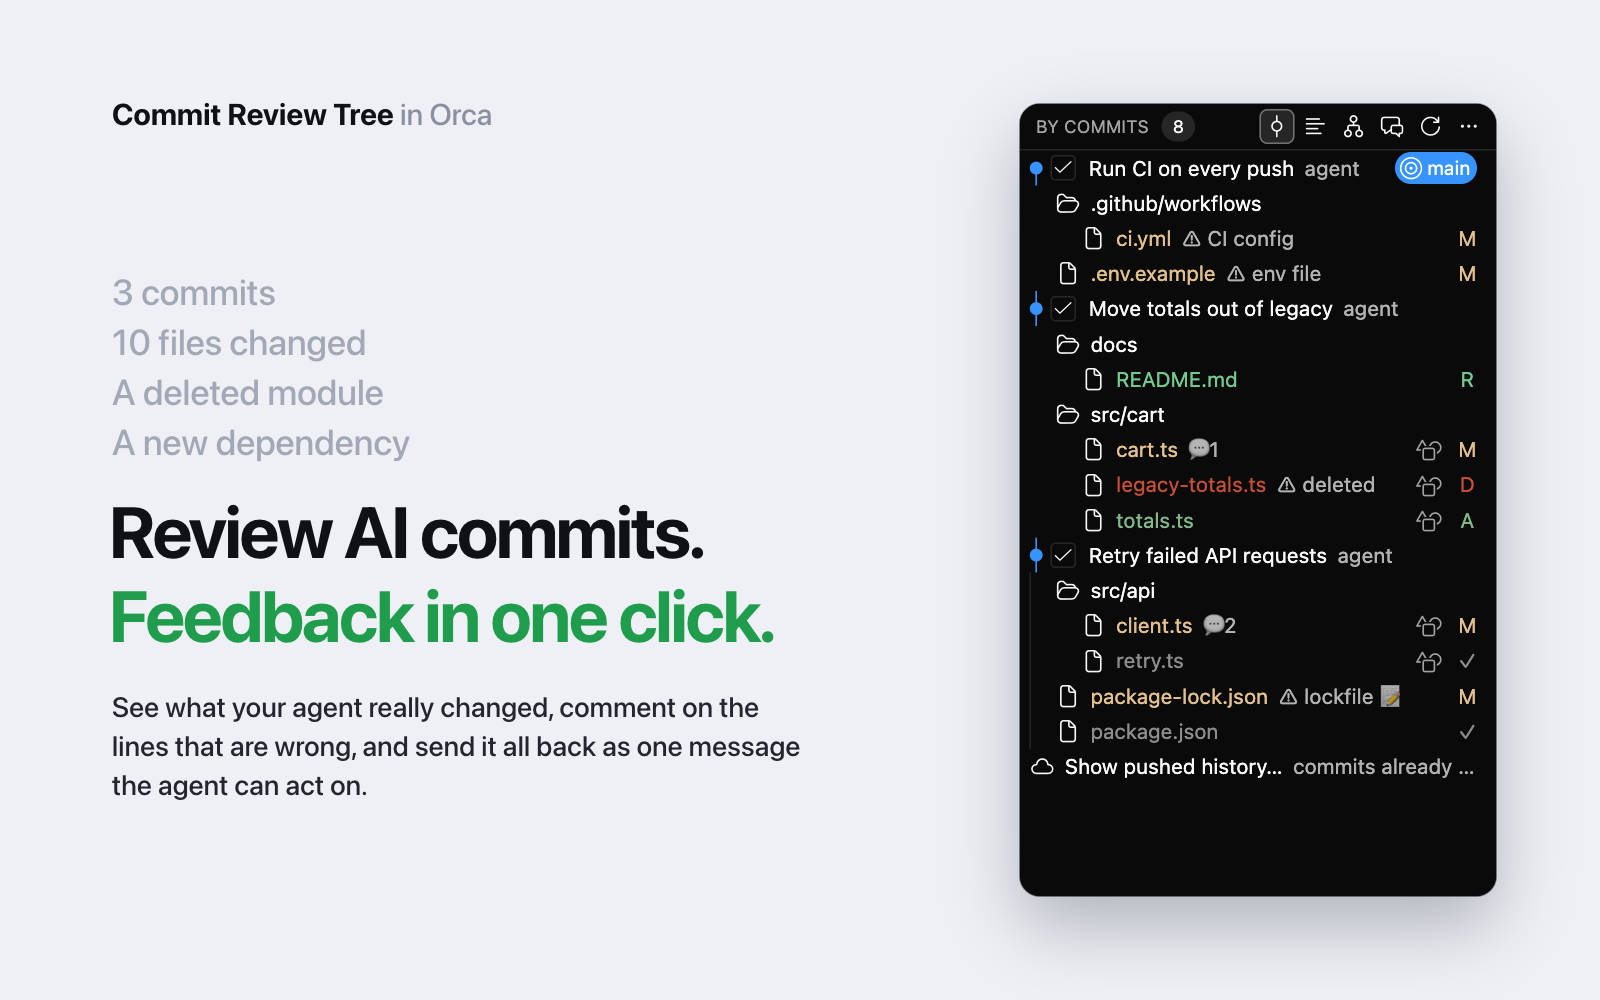 Commit Review Tree in Orca
3 commits
10 files changed
A deleted module
A new dependency
Review AI commits.
Feedback in one click.
See what your agent really changed, comment on the
lines that are wrong, and send it all back as one message
the agent can act on.
BY COMMITS 8
Run CI on every push agent main
.github/workflows
ci.yml CI config M
.env.example env file M
Move totals out of legacy agent
docs
README.md R
src/cart
cart.ts 1 M
legacy-totals.ts deleted D
totals.ts A
Retry failed API requests agent
src/api
client.ts 2 M
retry.ts
package-lock.json lockfile M
package.json
Show pushed history... commits already ...